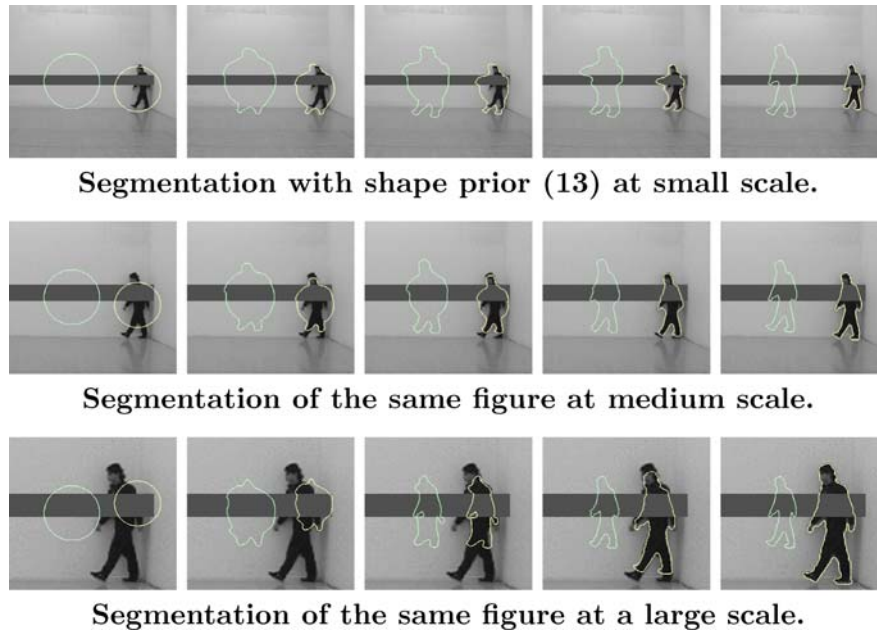 Segmentation with shape prior (13) at small scale.
Segmentation of the same figure at medium scale.
Segmentation of the same figure at a large scale.